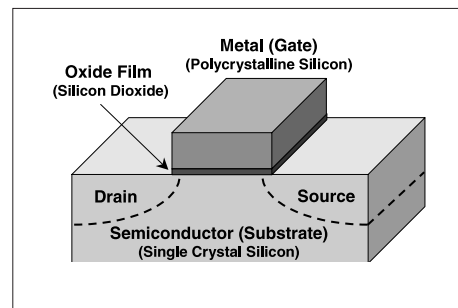 Metal (Gate)
(Polycrystalline Silicon)
Oxide Film
(Silicon Dioxide)
Drain
Source
Semiconductor (Substrate)
(Single Crystal Silicon)